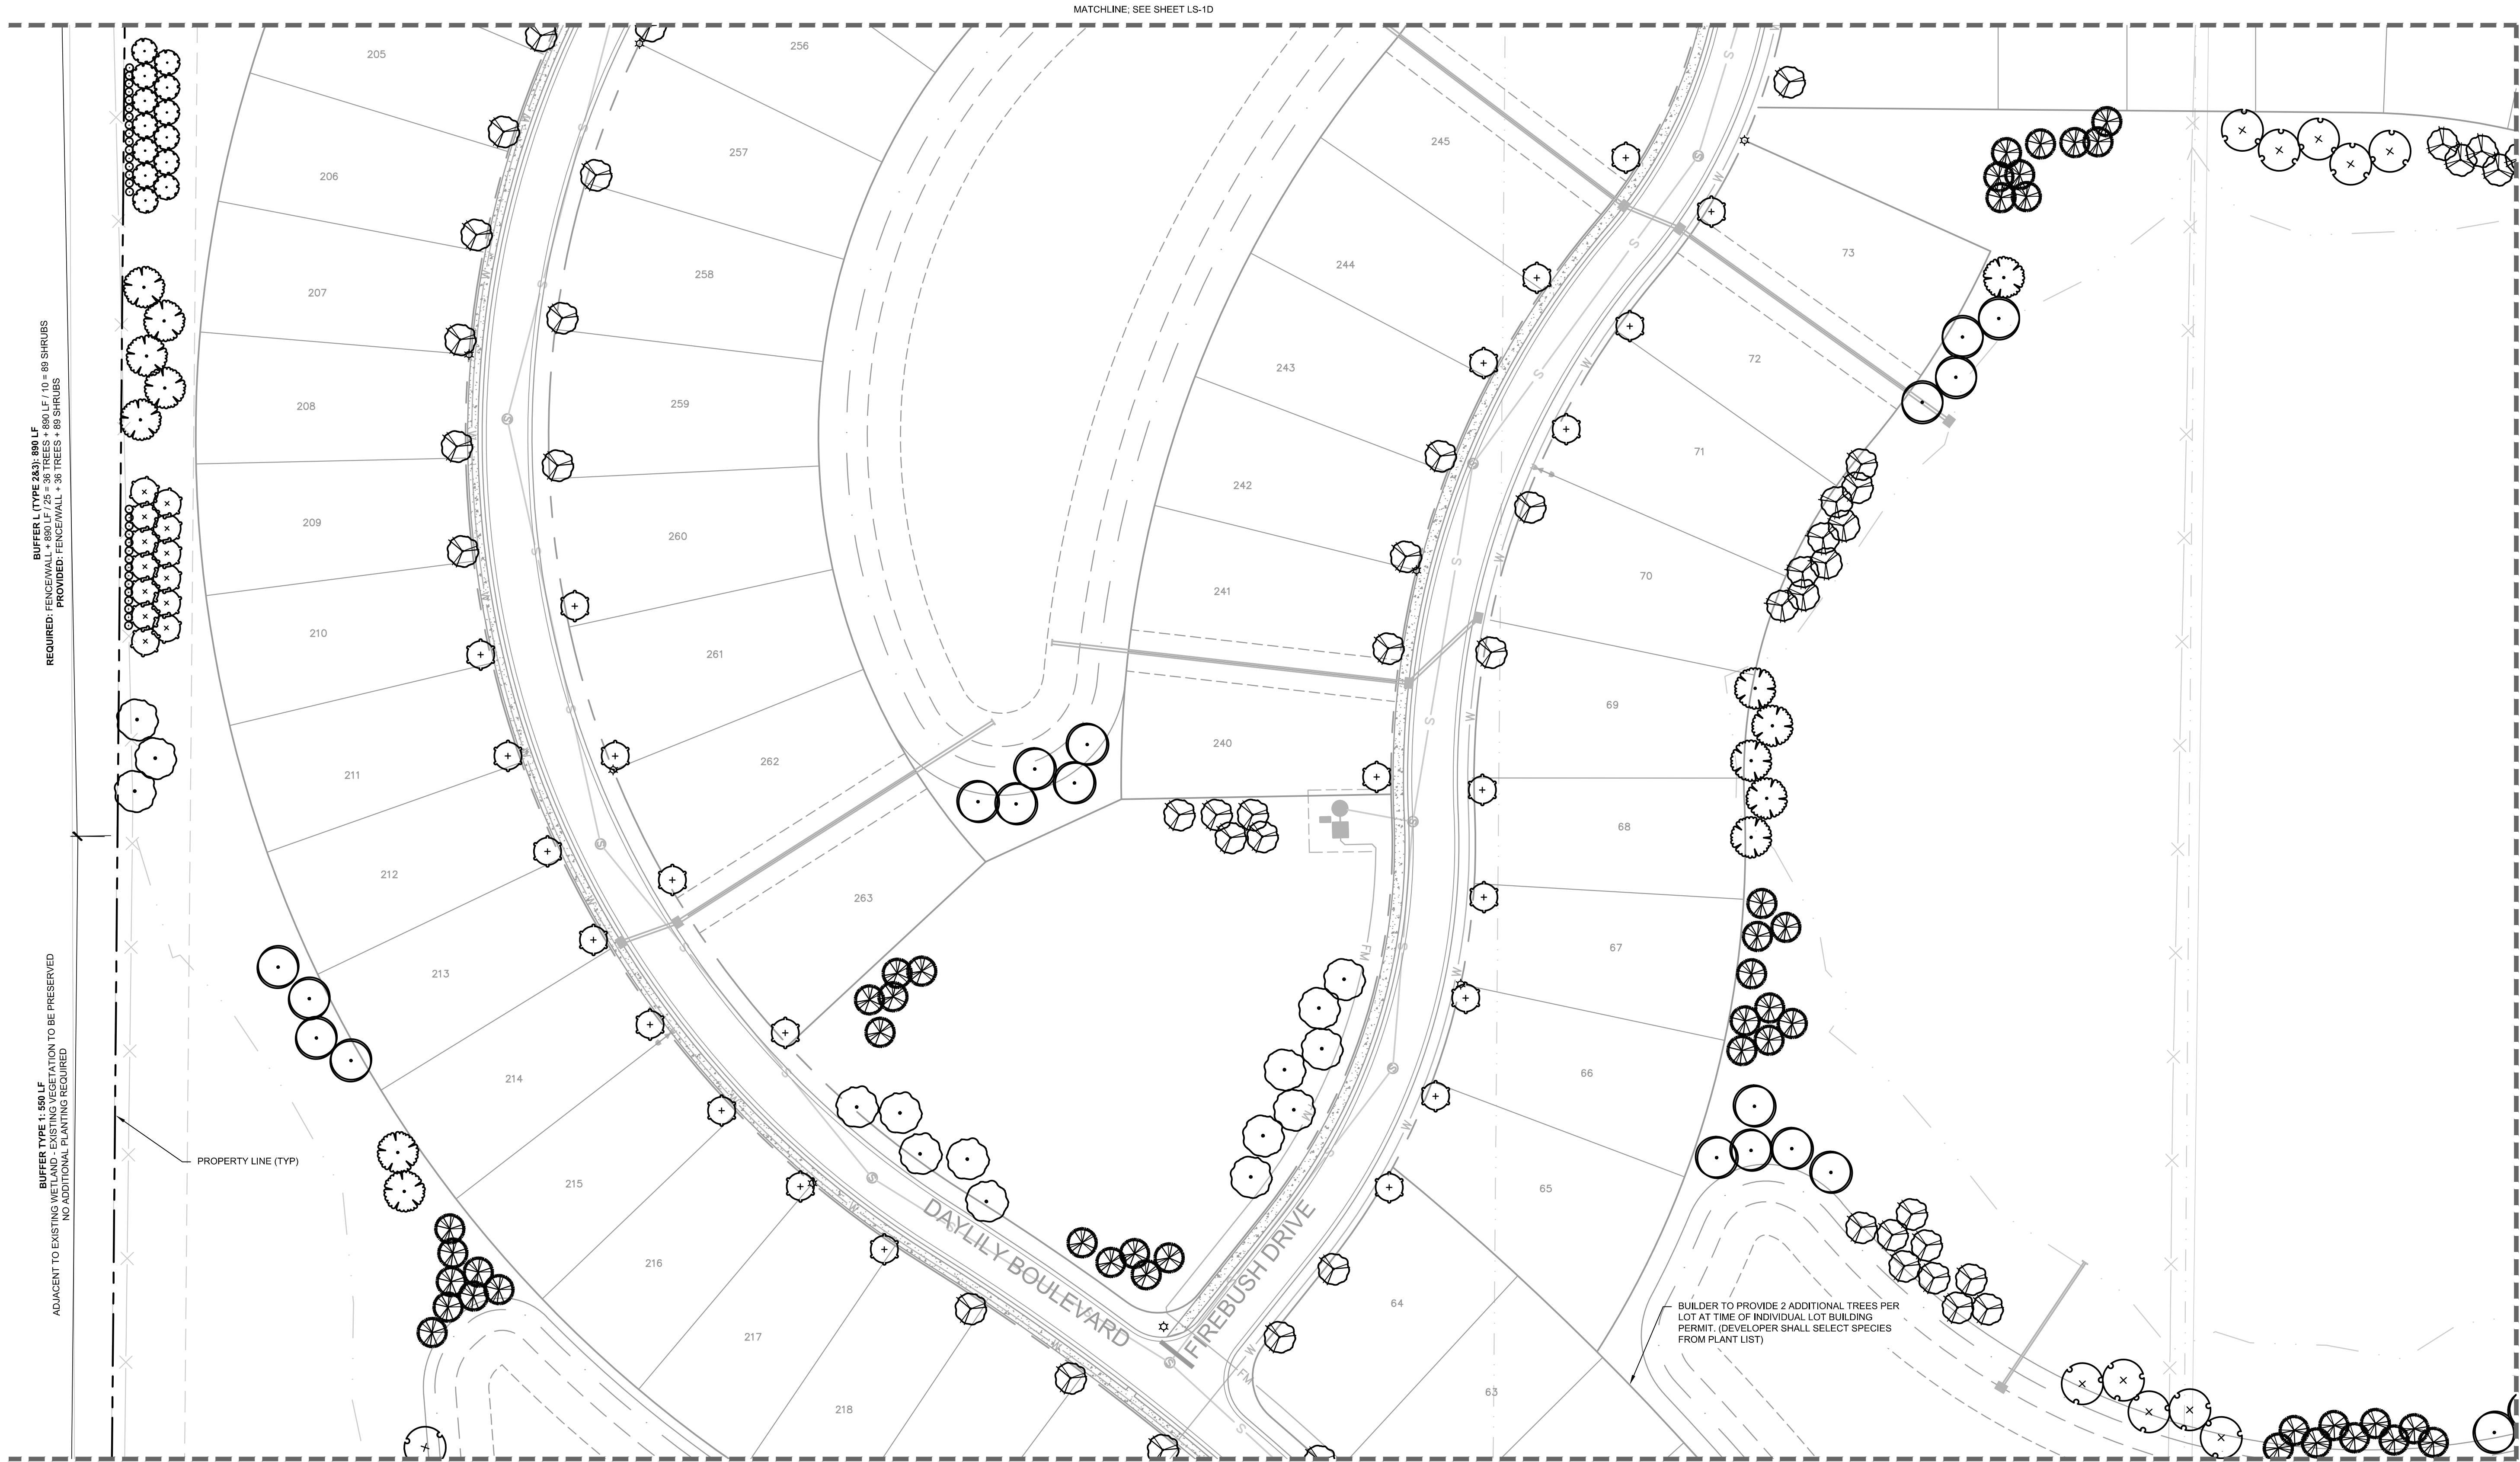 MATCHLINE; SEE SHEET LS-1D
BUFFER L (TYPE 2&3): 890 LF
REQUIRED: FENCE/WALL + 890 LF / 25 = 36 TREES + 890 LF / 10 = 89 SHRUBS
PROVIDED: FENCE/WALL + 36 TREES + 89 SHRUBS
BUFFER TYPE 1: 550 LF
ADJACENT TO EXISTING WETLAND - EXISTING VEGETATION TO BE PRESERVED
NO ADDITIONAL PLANTING REQUIRED
PROPERTY LINE (TYP)
205
206
207
208
209
210
211
212
213
214
215
216
217
218
256
257
258
259
260
261
262
263
245
244
243
242
241
240
73
72
71
70
69
68
67
66
65
64
63
DAYLILY BOULEVARD
FIREBUSH DRIVE
BUILDER TO PROVIDE 2 ADDITIONAL TREES PER
LOT AT TIME OF INDIVIDUAL LOT BUILDING
PERMIT. (DEVELOPER SHALL SELECT SPECIES
FROM PLANT LIST)
W
W
W
W
W
W
W
W
W
W
W
W
W
W
S
S
S
S
S
S
S
S
S
S
FM
FM
FM